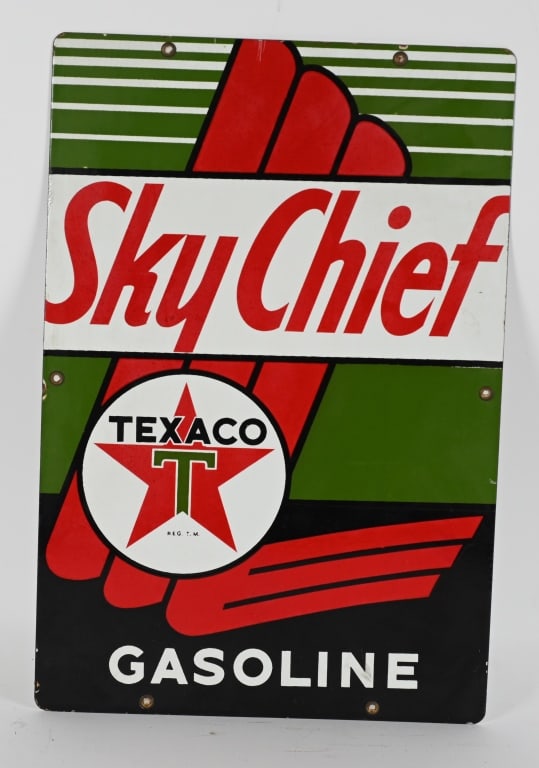 Sky Chief
TEXACO
T
REG. T.M.
GASOLINE